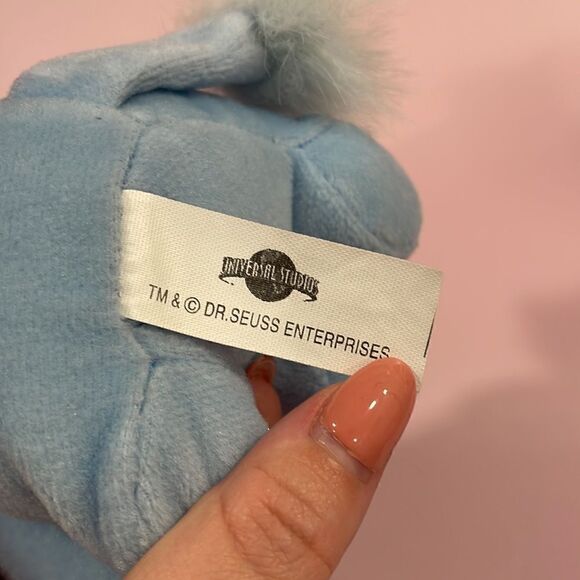 UNIVERSAL STUDIOS
TM & © DR.SEUSS ENTERPRISES